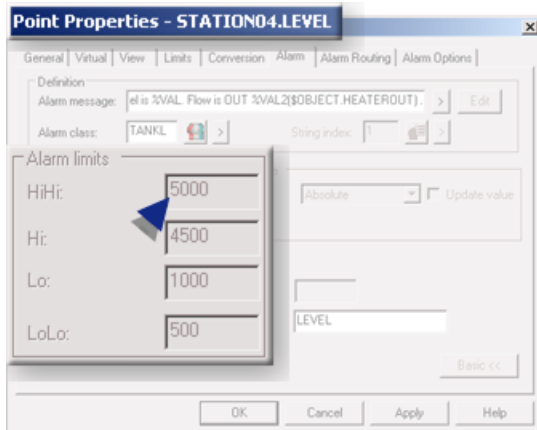 Point Properties - STATION04.LEVEL
General Virtual View Limits Conversion Alarm Alarm Routing Alarm Options
Definition
Alarm message: el is %VAL. Flow is OUT %VAL2($OBJECT.HEATEROUT). > Edit
Alarm class: TANKL > String index: 1 >
Alarm limits
HiHi: 5000
Absolute Update value
Hi: 4500
Lo: 1000
LEVEL
LoLo: 500
Basic <<
OK Cancel Apply Help